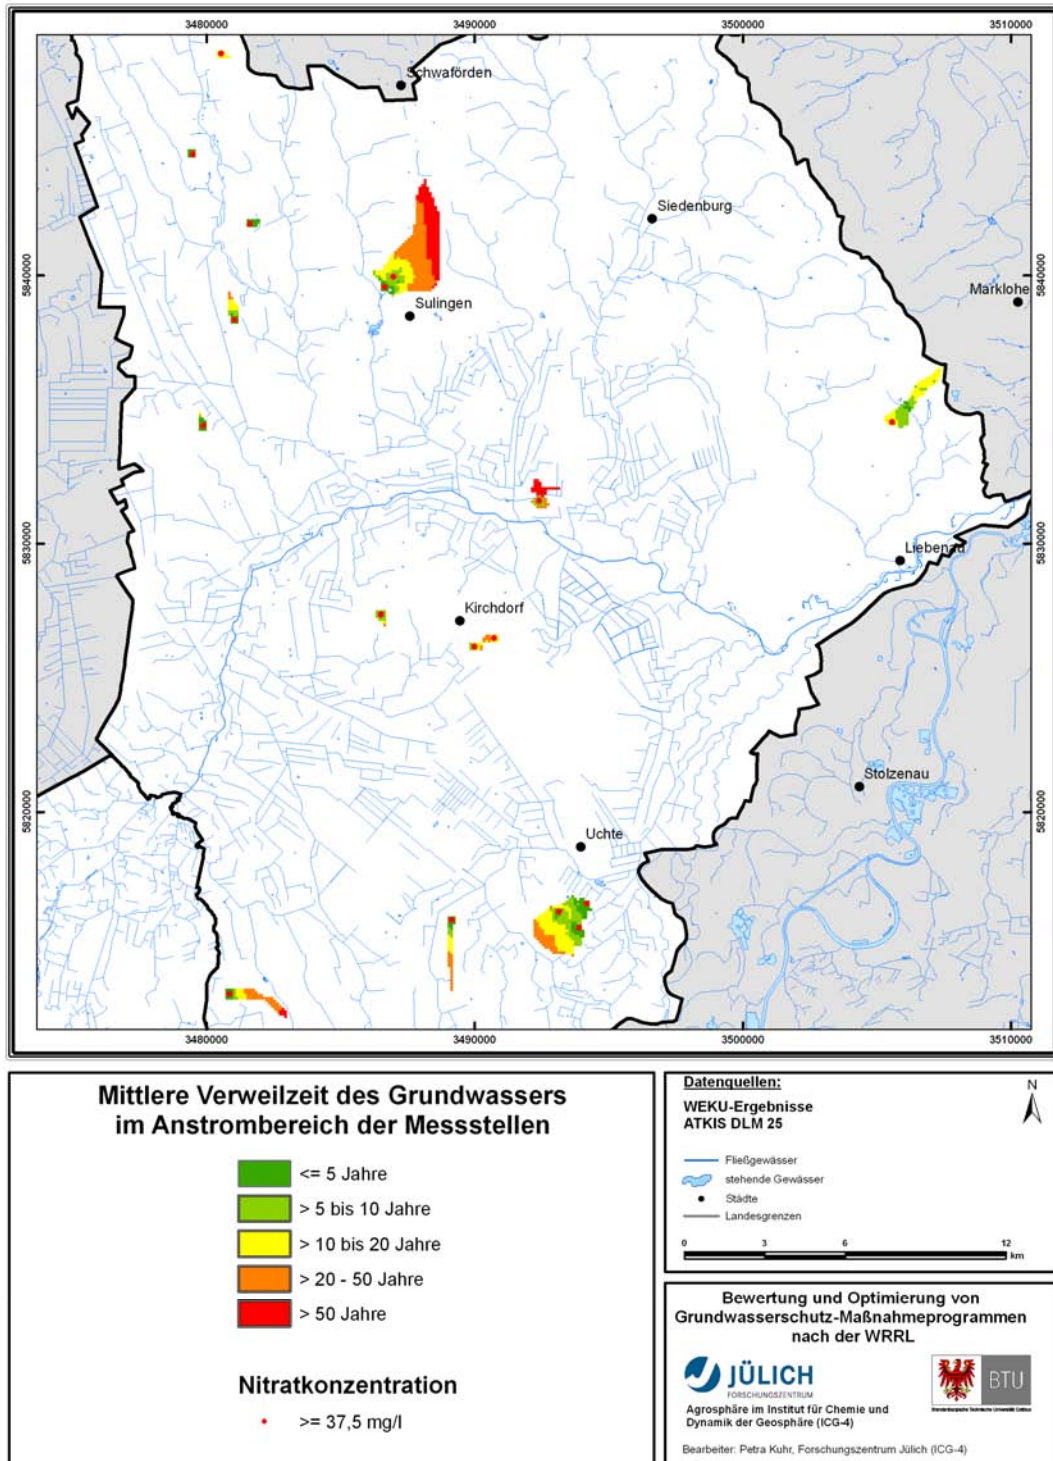 3480000 3490000 3500000 3510000
Schwaförden
Siedenburg
5840000 5840000
Marklohe
Sulingen
5830000 5830000
Liebenau
Kirchdorf
Stolzenau
5820000 5820000
Uchte
3480000 3490000 3500000 3510000
Mittlere Verweilzeit des Grundwassers
im Anstrombereich der Messstellen
<= 5 Jahre
> 5 bis 10 Jahre
> 10 bis 20 Jahre
> 20 - 50 Jahre
> 50 Jahre
Nitratkonzentration
>= 37,5 mg/l
Datenquellen:
N
WEKU-Ergebnisse
ATKIS DLM 25
Fließgewässer
stehende Gewässer
Städte
Landesgrenzen
0 3 6 12
km
Bewertung und Optimierung von
Grundwasserschutz-Maßnahmeprogrammen
nach der WRRL
JÜLICH
FORSCHUNGSZENTRUM
BTU
Brandenburgische Technische Universität Cottbus
Agrosphäre im Institut für Chemie und
Dynamik der Geosphäre (ICG-4)
Bearbeiter: Petra Kuhr, Forschungszentrum Jülich (ICG-4)